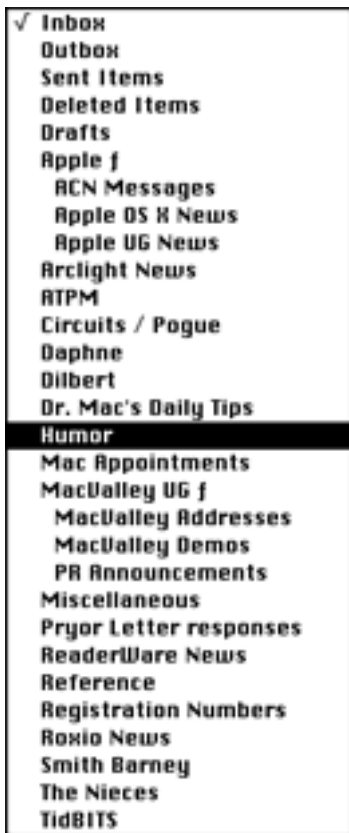 √ Inbox
Outbox
Sent Items
Deleted Items
Drafts
Apple ƒ
ACN Messages
Apple OS X News
Apple UG News
Arclight News
ATPM
Circuits / Pogue
Daphne
Dilbert
Dr. Mac's Daily Tips
Humor
Mac Appointments
MacValley UG ƒ
MacValley Addresses
MacValley Demos
PR Announcements
Miscellaneous
Pryor Letter responses
ReaderWare News
Reference
Registration Numbers
Roxio News
Smith Barney
The Nieces
TidBITS